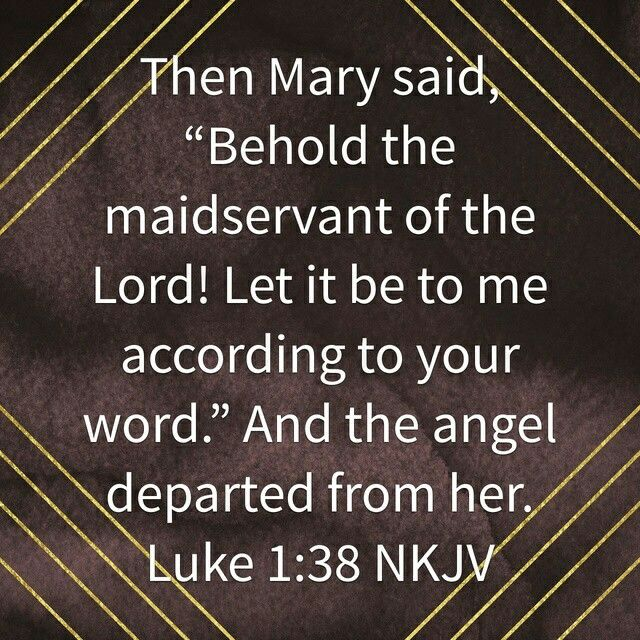 Then Mary said,
“Behold the
maidservant of the
Lord! Let it be to me
according to your
word.” And the angel
departed from her.
Luke 1:38 NKJV